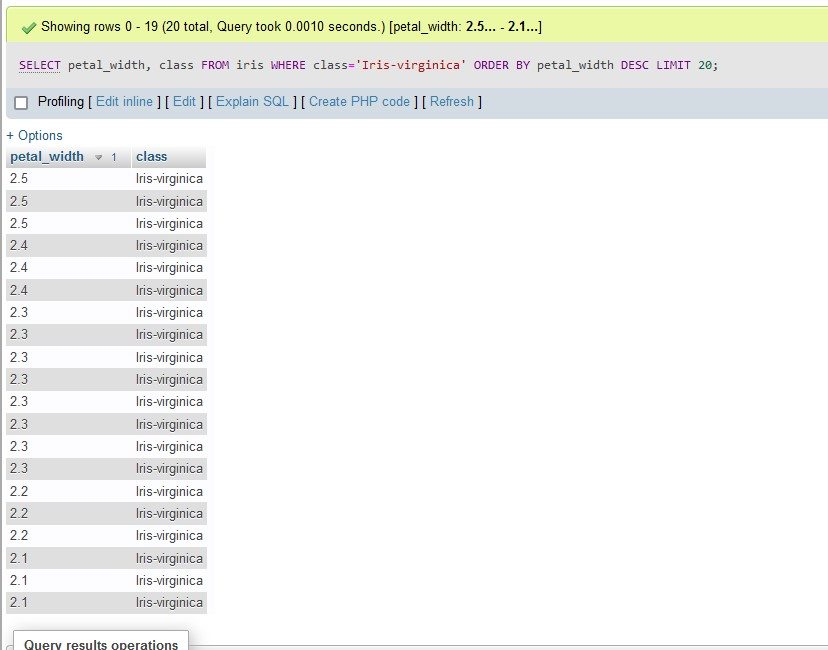 Showing rows 0 - 19 (20 total, Query took 0.0010 seconds.) [petal_width: 2.5... - 2.1...]
SELECT petal_width, class FROM iris WHERE class='Iris-virginica' ORDER BY petal_width DESC LIMIT 20;
Profiling [ Edit inline ] [ Edit ] [ Explain SQL ] [ Create PHP code ] [ Refresh ]
+ Options
petal_width 1 class
2.5 Iris-virginica
2.5 Iris-virginica
2.5 Iris-virginica
2.4 Iris-virginica
2.4 Iris-virginica
2.4 Iris-virginica
2.3 Iris-virginica
2.3 Iris-virginica
2.3 Iris-virginica
2.3 Iris-virginica
2.3 Iris-virginica
2.3 Iris-virginica
2.3 Iris-virginica
2.3 Iris-virginica
2.2 Iris-virginica
2.2 Iris-virginica
2.2 Iris-virginica
2.1 Iris-virginica
2.1 Iris-virginica
2.1 Iris-virginica
Query results operations